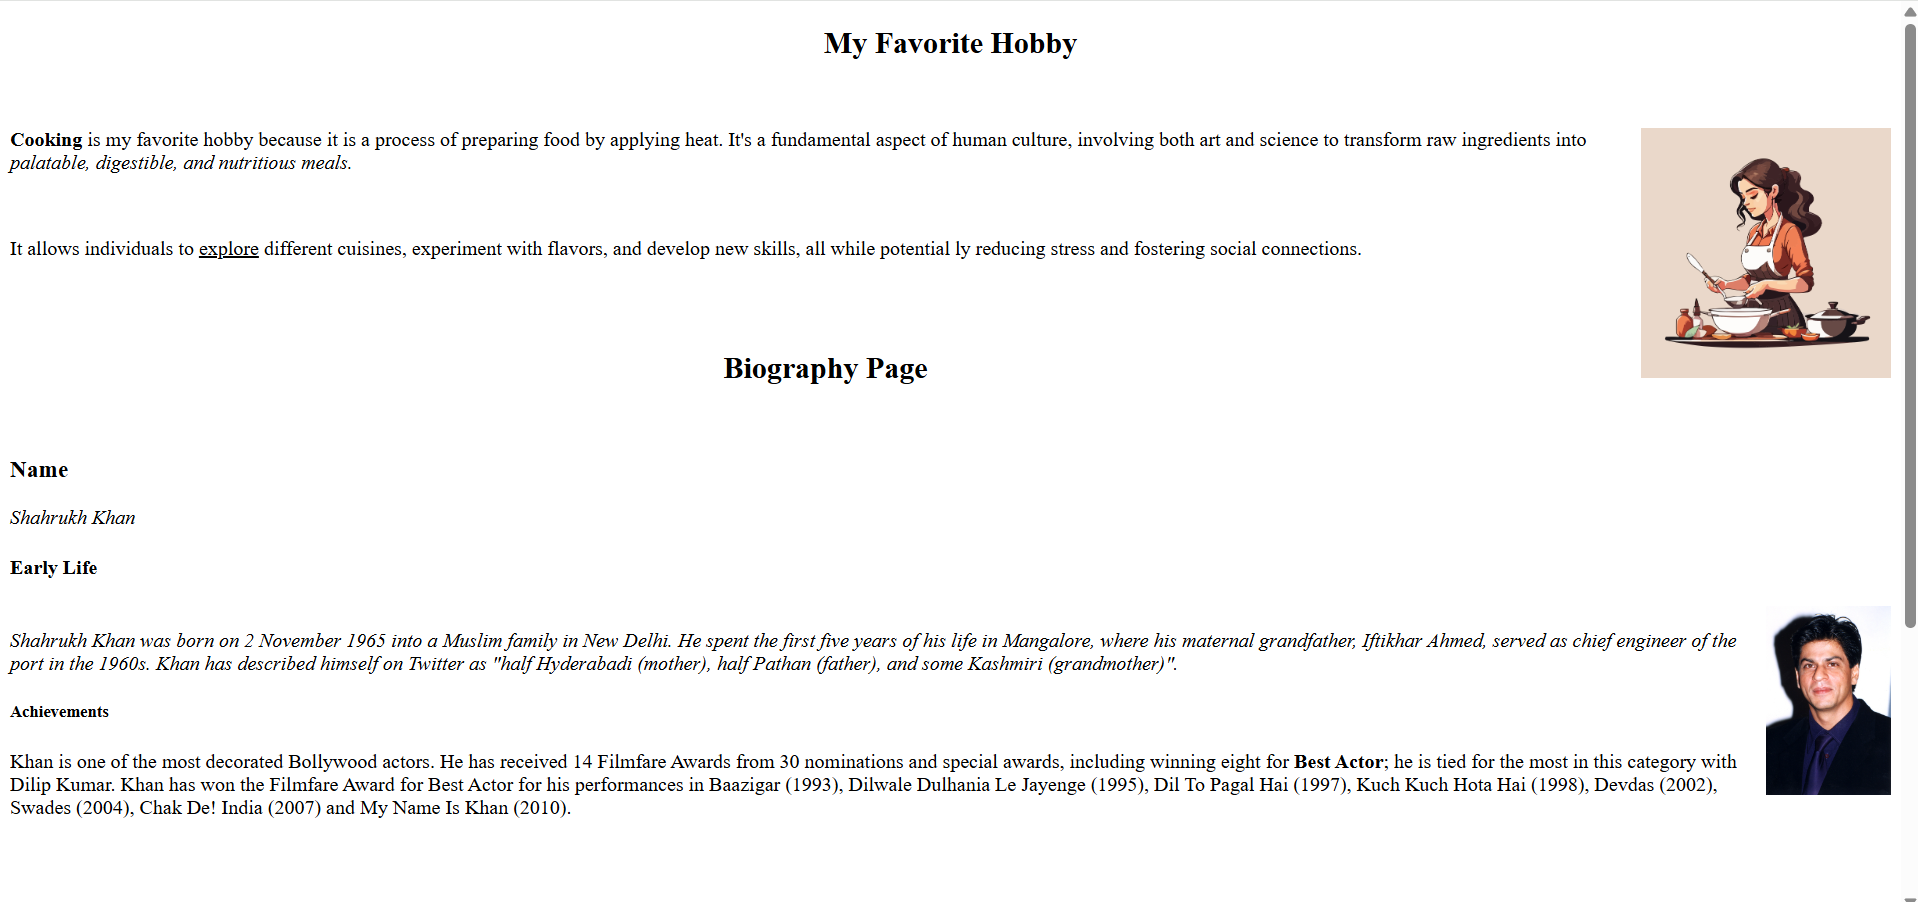 My Favorite Hobby
Cooking is my favorite hobby because it is a process of preparing food by applying heat. It's a fundamental aspect of human culture, involving both art and science to transform raw ingredients into
palatable, digestible, and nutritious meals.
It allows individuals to explore different cuisines, experiment with flavors, and develop new skills, all while potential ly reducing stress and fostering social connections.
Biography Page
Name
Shahrukh Khan
Early Life
Shahrukh Khan was born on 2 November 1965 into a Muslim family in New Delhi. He spent the first five years of his life in Mangalore, where his maternal grandfather, Iftikhar Ahmed, served as chief engineer of the
port in the 1960s. Khan has described himself on Twitter as "half Hyderabadi (mother), half Pathan (father), and some Kashmiri (grandmother)".
Achievements
Khan is one of the most decorated Bollywood actors. He has received 14 Filmfare Awards from 30 nominations and special awards, including winning eight for Best Actor; he is tied for the most in this category with
Dilip Kumar. Khan has won the Filmfare Award for Best Actor for his performances in Baazigar (1993), Dilwale Dulhania Le Jayenge (1995), Dil To Pagal Hai (1997), Kuch Kuch Hota Hai (1998), Devdas (2002),
Swades (2004), Chak De! India (2007) and My Name Is Khan (2010).